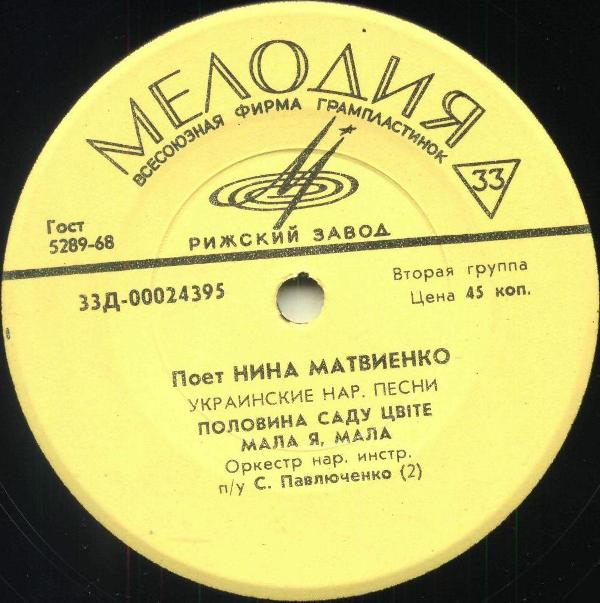 МЕЛОДИЯ
ВСЕСОЮЗНАЯ ФИРМА ГРАМПЛАСТИНОК
33
Гост
5289-68
РИЖСКИЙ ЗАВОД
33Д-00024395
Вторая группа
Цена 45 коп.
Поет НИНА МАТВИЕНКО
УКРАИНСКИЕ НАР. ПЕСНИ
ПОЛОВИНА САДУ ЦВІТЕ
МАЛА Я, МАЛА
Оркестр нар. инстр.
п/у С. Павлюченко (2)